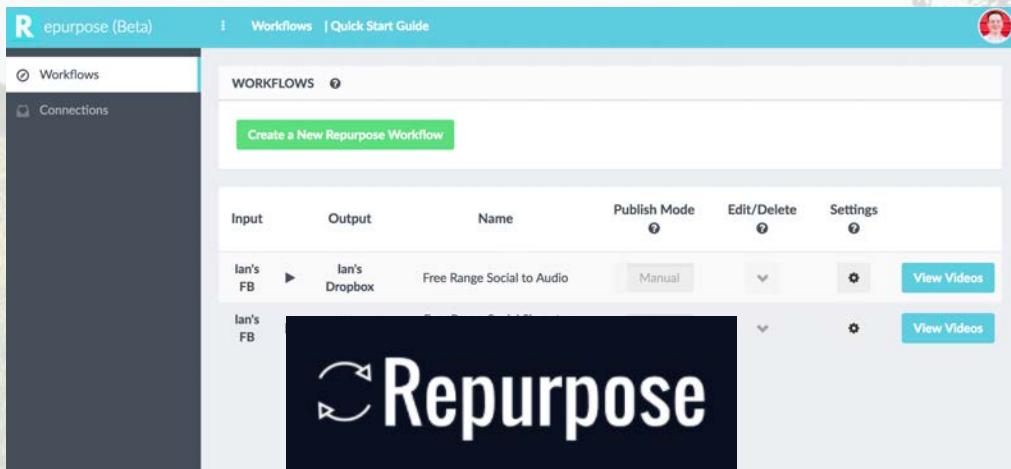 R epurpose (Beta)
Workflows | Quick Start Guide
Workflows
Connections
WORKFLOWS
Create a New Repurpose Workflow
Input Output Name Publish Mode Edit/Delete Settings
Ian's FB Ian's Dropbox Free Range Social to Audio Manual View Videos
Ian's FB View Videos
Repurpose